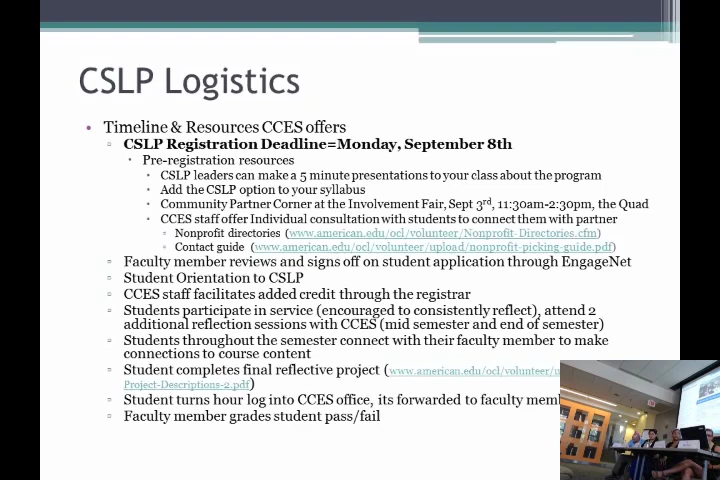 CSLP Logistics
• Timeline & Resources CCES offers
▫ CSLP Registration Deadline=Monday, September 8th
• Pre-registration resources
• CSLP leaders can make a 5 minute presentations to your class about the program
• Add the CSLP option to your syllabus
• Community Partner Corner at the Involvement Fair, Sept 3rd, 11:30am-2:30pm, the Quad
• CCES staff offer Individual consultation with students to connect them with partner
▫ Nonprofit directories (www.american.edu/ocl/volunteer/Nonprofit-Directories.cfm)
▫ Contact guide (www.american.edu/ocl/volunteer/upload/nonprofit-picking-guide.pdf)
▫ Faculty member reviews and signs off on student application through EngageNet
▫ Student Orientation to CSLP
▫ CCES staff facilitates added credit through the registrar
▫ Students participate in service (encouraged to consistently reflect), attend 2
additional reflection sessions with CCES (mid semester and end of semester)
▫ Students throughout the semester connect with their faculty member to make
connections to course content
▫ Student completes final reflective project (www.american.edu/ocl/volunteer/u
Project-Descriptions-2.pdf)
▫ Student turns hour log into CCES office, its forwarded to faculty mem
▫ Faculty member grades student pass/fail